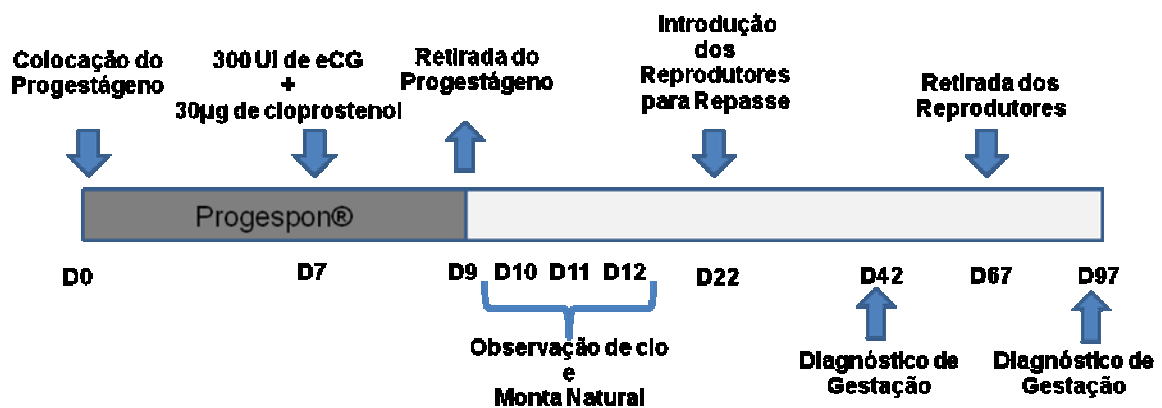 Colocação do
Progestágeno
300 UI de eCG
+
30µg de cloprostenol
Retirada do
Progestágeno
Introdução
dos
Reprodutores
para Repasse
Retirada dos
Reprodutores
Progespon®
D0
D7
D9
D10
D11
D12
D22
D42
D67
D97
Observação de cio
e
Monta Natural
Diagnóstico de
Gestação
Diagnóstico de
Gestação